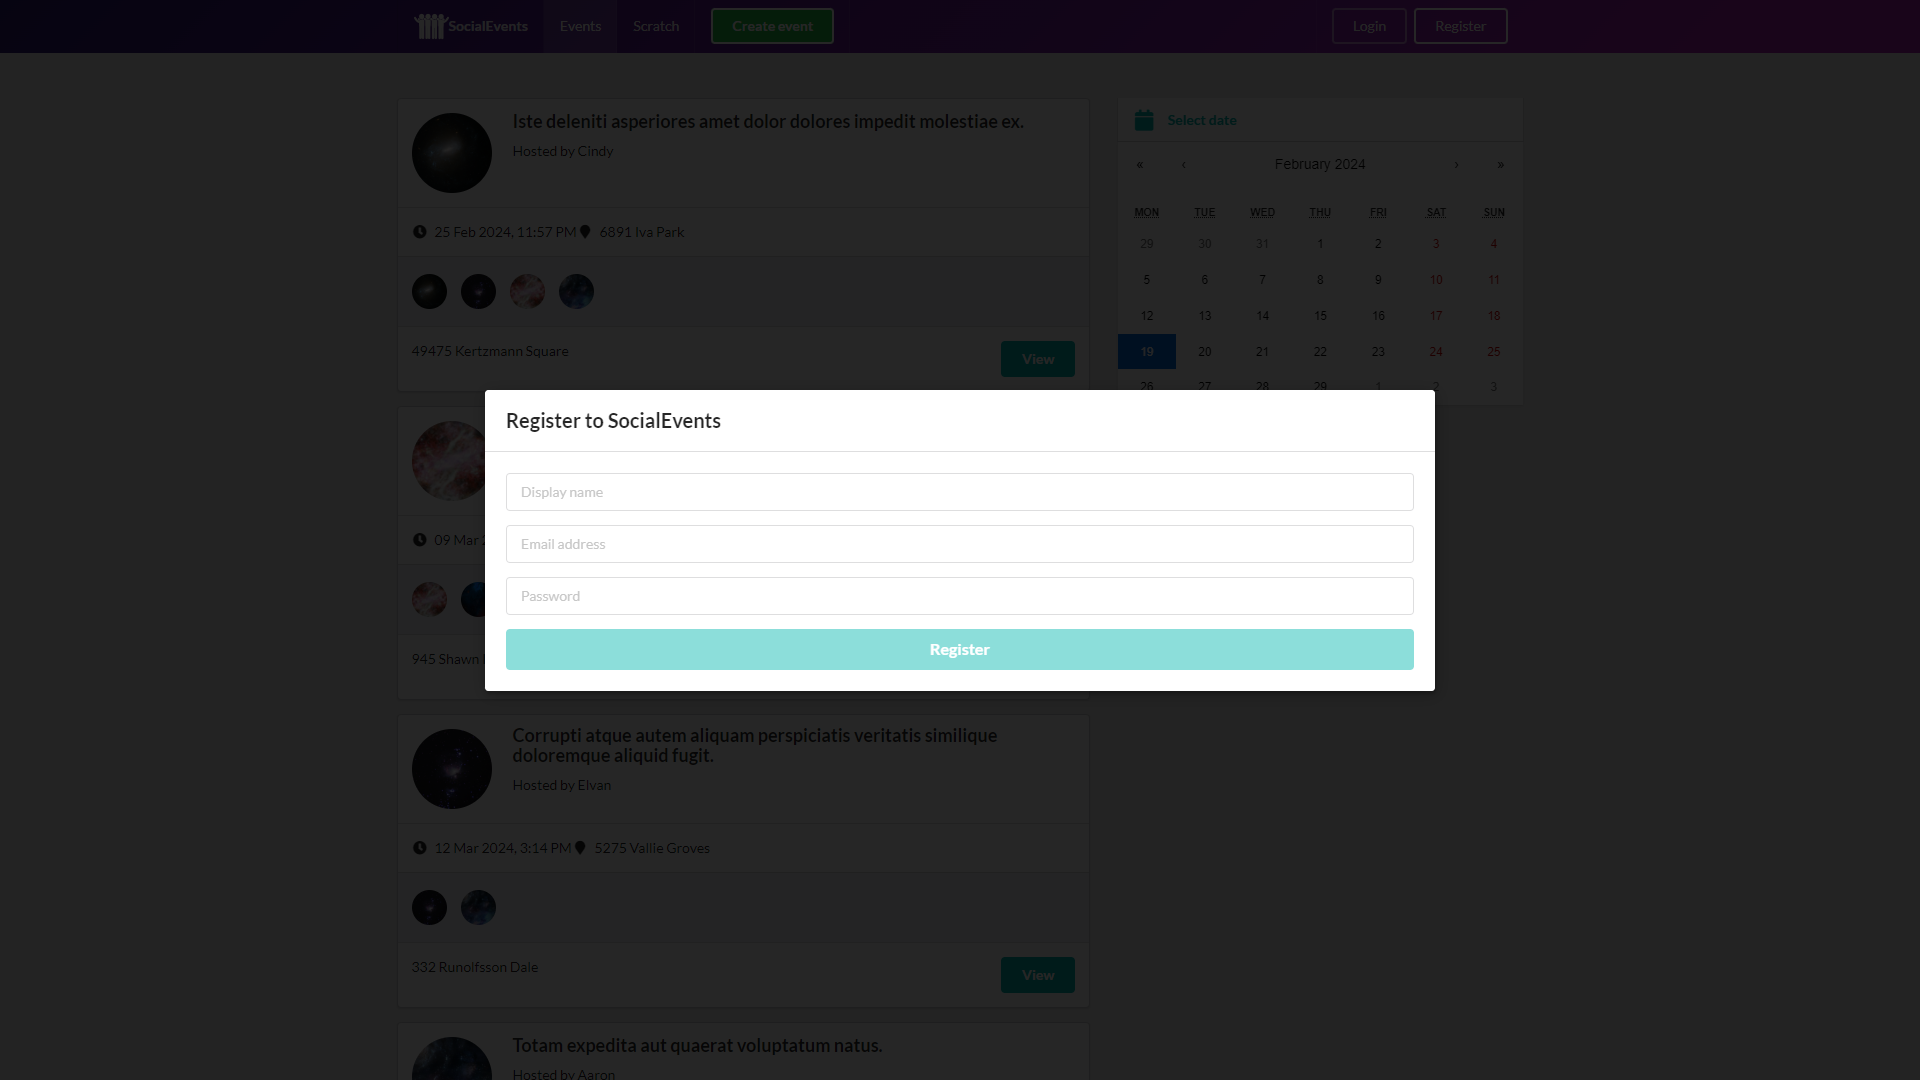 SocialEvents
Events
Scratch
Create event
Login
Register
Iste deleniti asperiores amet dolor dolores impedit molestiae ex.
Hosted by Cindy
25 Feb 2024, 11:57 PM 6891 Iva Park
49475 Kertzmann Square
View
Select date
« ‹ February 2024 › »
MON TUE WED THU FRI SAT SUN
29 30 31 1 2 3 4
5 6 7 8 9 10 11
12 13 14 15 16 17 18
19 20 21 22 23 24 25
26 27 28 29 1 2 3
Register to SocialEvents
Display name
Email address
Password
Register
09 Mar
945 Shawn
Corrupti atque autem aliquam perspiciatis veritatis similique
doloremque aliquid fugit.
Hosted by Elvan
12 Mar 2024, 3:14 PM 5275 Vallie Groves
332 Runolfsson Dale
View
Totam expedita aut quaerat voluptatum natus.
Hosted by Aaron